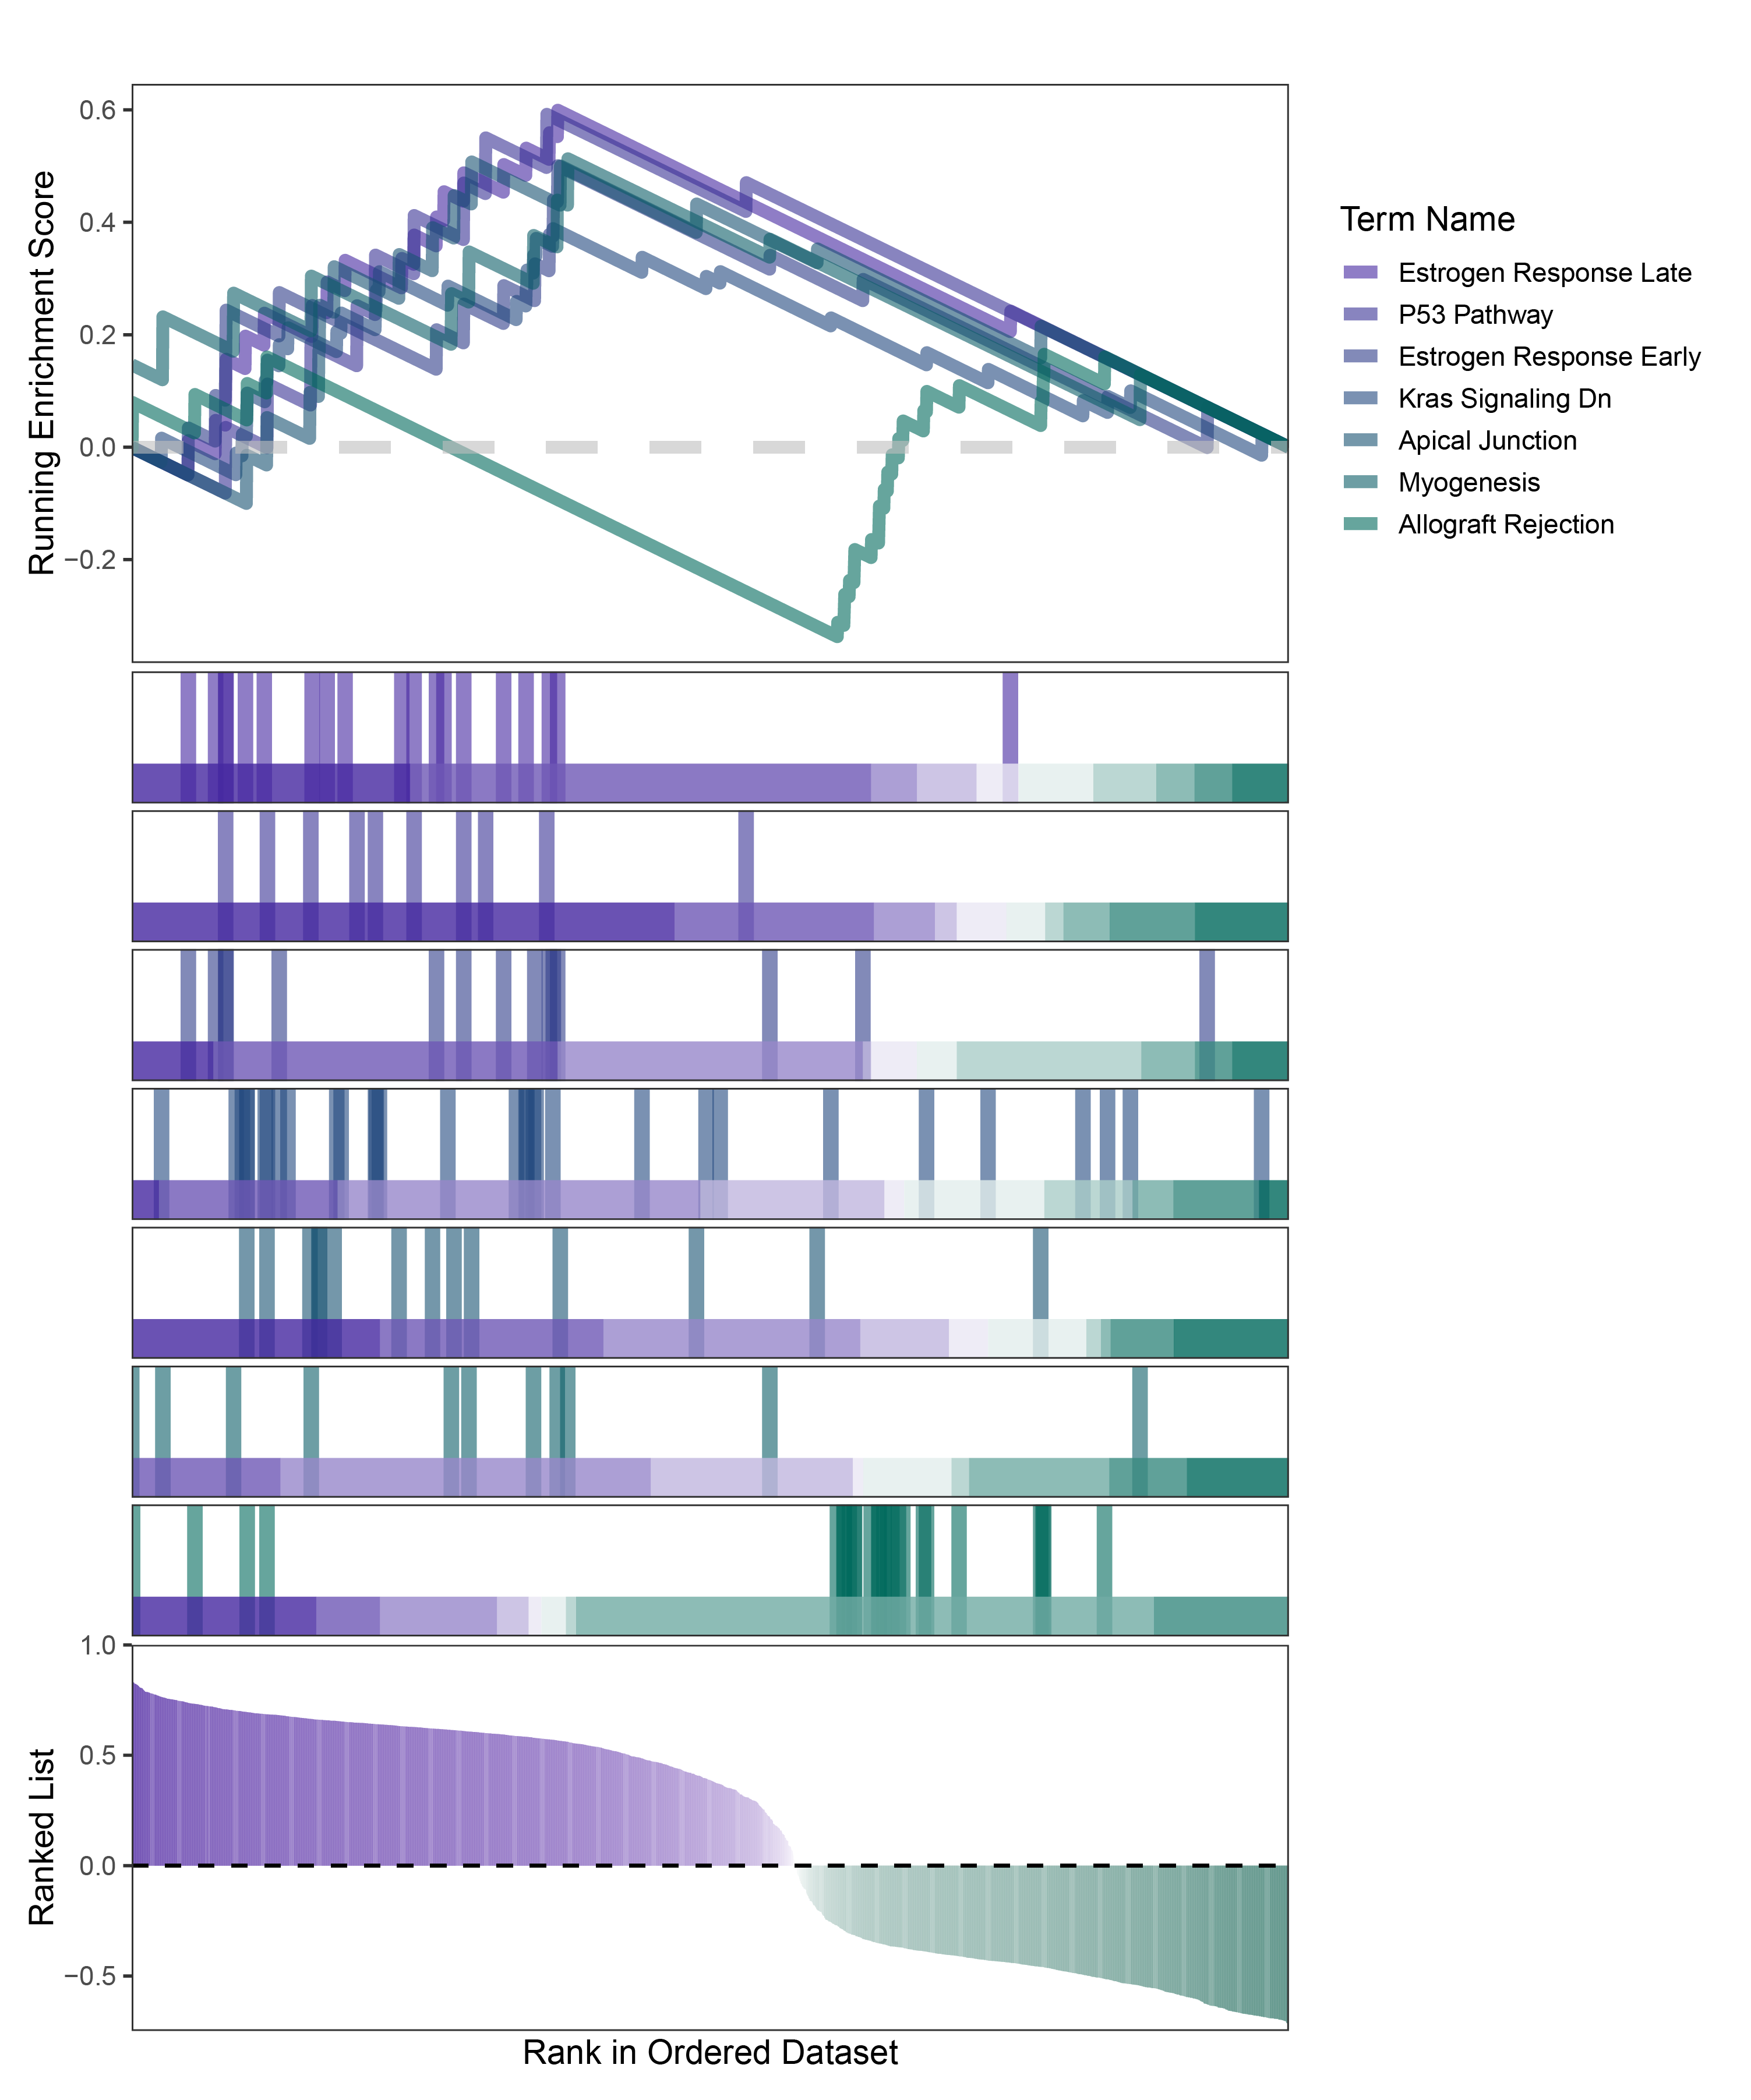 Running Enrichment Score
0.6
0.4
0.2
0.0
−0.2
Term Name
Estrogen Response Late
P53 Pathway
Estrogen Response Early
Kras Signaling Dn
Apical Junction
Myogenesis
Allograft Rejection
Ranked List
1.0
0.5
0.0
−0.5
Rank in Ordered Dataset